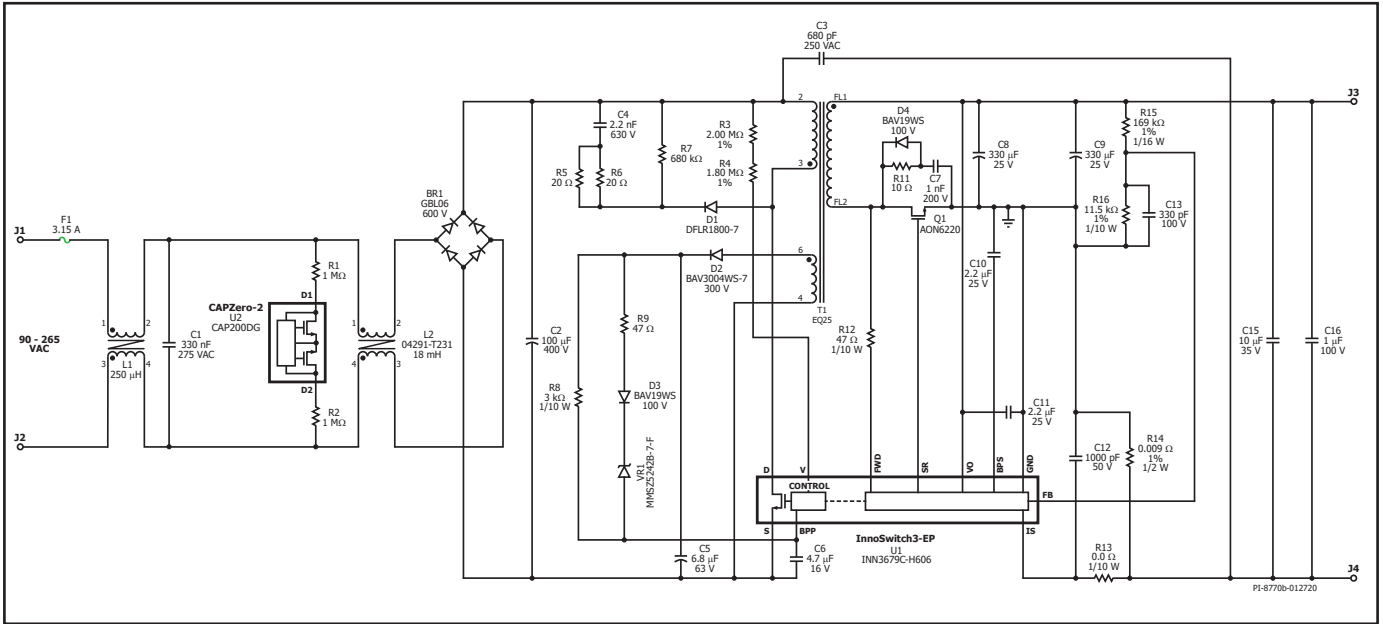 C3
680 pF
250 VAC
J3
J1
F1
3.15 A
90 - 265
VAC
J2
1
2
3
4
L1
250 µH
C1
330 nF
275 VAC
R1
1 MΩ
D1
CAPZero-2
U2
CAP200DG
D2
R2
1 MΩ
1
2
3
4
L2
04291-T231
18 mH
BR1
GBL06
600 V
C2
100 µF
400 V
C4
2.2 nF
630 V
R5
20 Ω
R6
20 Ω
R7
680 kΩ
R3
2.00 MΩ
1%
R4
1.80 MΩ
1%
D1
DFLR1800-7
D2
BAV3004WS-7
300 V
2
3
6
4
T1
EQ25
FL1
FL2
R8
3 kΩ
1/10 W
R9
47 Ω
D3
BAV19WS
100 V
VR1
MMSZ5242B-7-F
C5
6.8 µF
63 V
C6
4.7 µF
16 V
D4
BAV19WS
100 V
R11
10 Ω
C7
1 nF
200 V
Q1
AON6220
R12
47 Ω
1/10 W
C8
330 µF
25 V
C9
330 µF
25 V
C10
2.2 µF
25 V
C11
2.2 µF
25 V
R15
169 kΩ
1%
1/16 W
R16
11.5 kΩ
1%
1/10 W
C13
330 pF
100 V
C12
1000 pF
50 V
R14
0.009 Ω
1%
1/2 W
C15
10 µF
35 V
C16
1 µF
100 V
D
V
FWD
SR
VO
BPS
GND
CONTROL
FB
S
BPP
IS
InnoSwitch3-EP
U1
INN3679C-H606
R13
0.0 Ω
1/10 W
J4
PI-8770b-012720